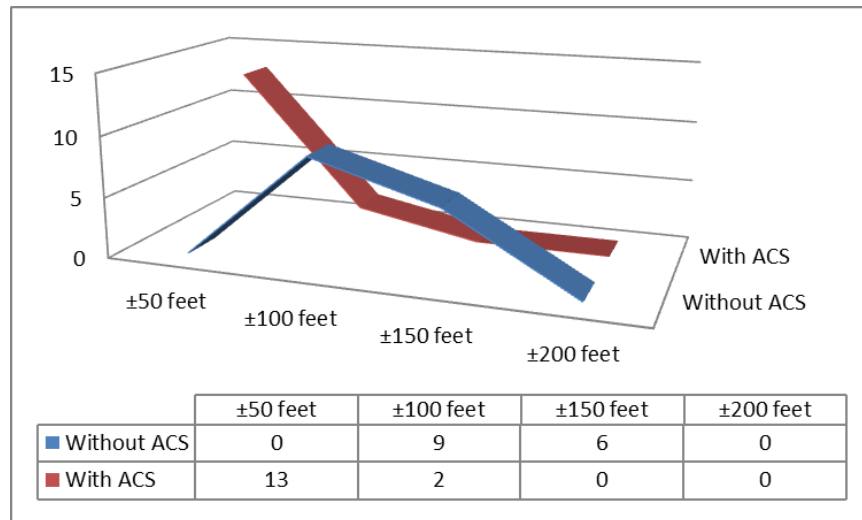 15
10
5
0
With ACS
Without ACS
±50 feet
±100 feet
±150 feet
±200 feet
±50 feet ±100 feet ±150 feet ±200 feet
Without ACS 0 9 6 0
With ACS 13 2 0 0